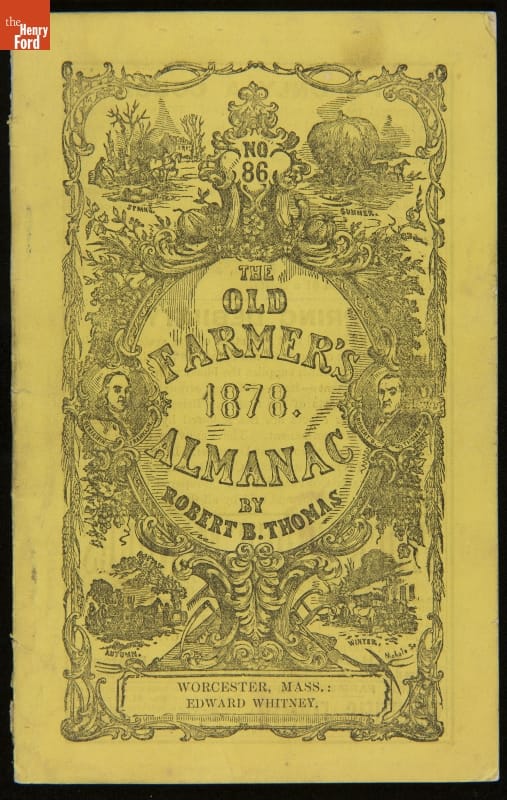 the
Henry
Ford
NO
86
SPRING.
SUMMER.
THE
OLD
FARMER'S
1878.
ALMANAC
BY
ROBERT B. THOMAS
AUTUMN.
WINTER.
WORCESTER, MASS.:
EDWARD WHITNEY.